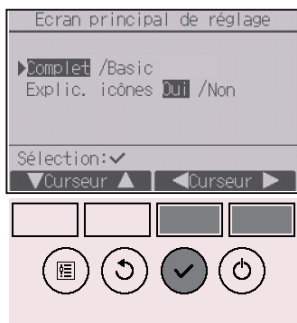 Ecran principal de réglage
▶Complet /Basic
Explic. icônes Oui /Non
Sélection:✓
▼Curseur▲ ◀Curseur▶